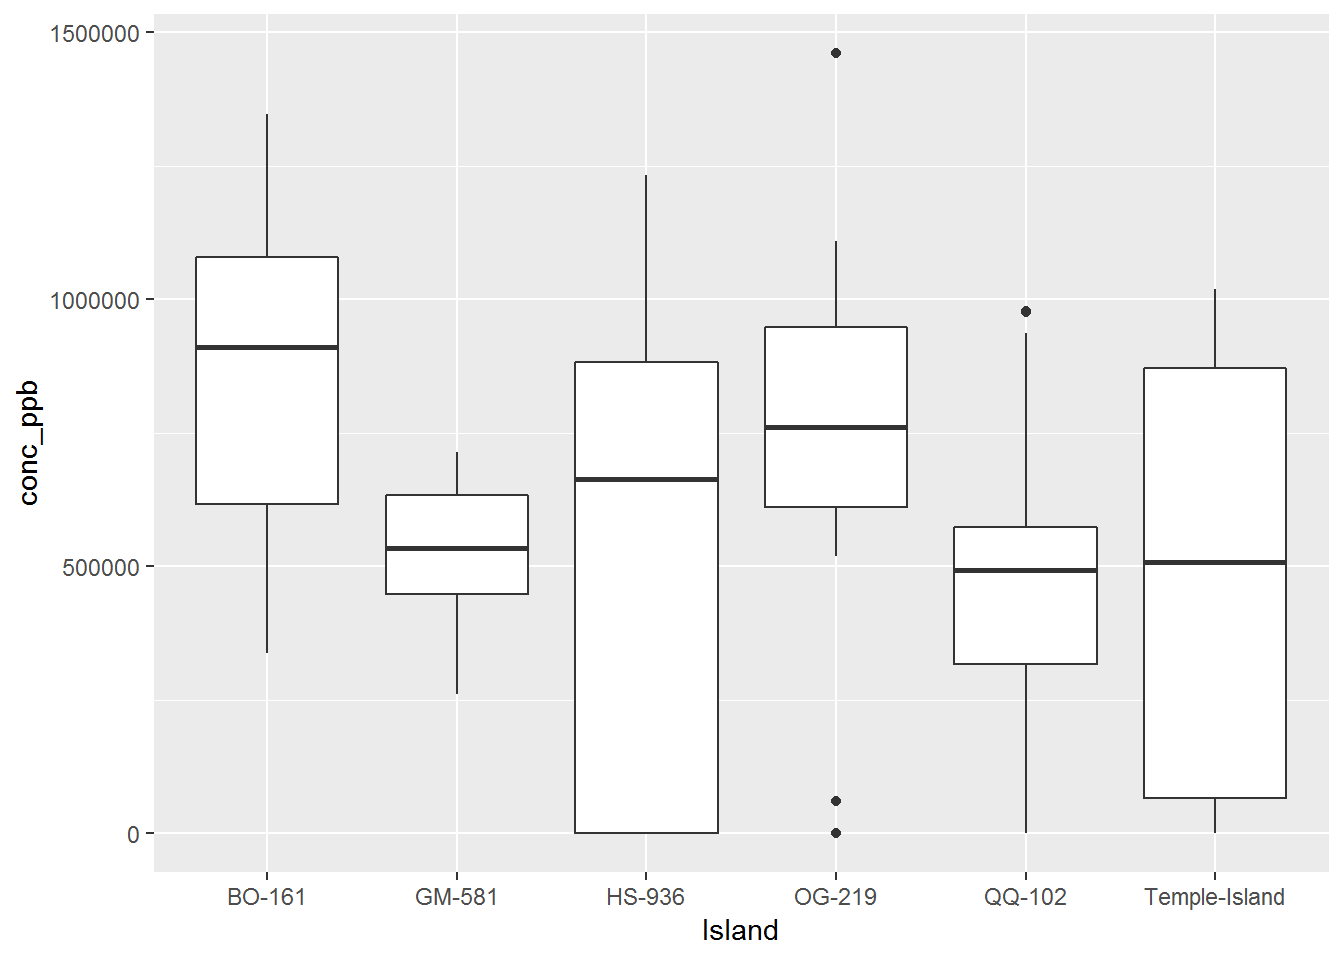 1500000
1000000
500000
0
conc_ppb
BO-161 GM-581 HS-936 OG-219 QQ-102 Temple-Island
Island